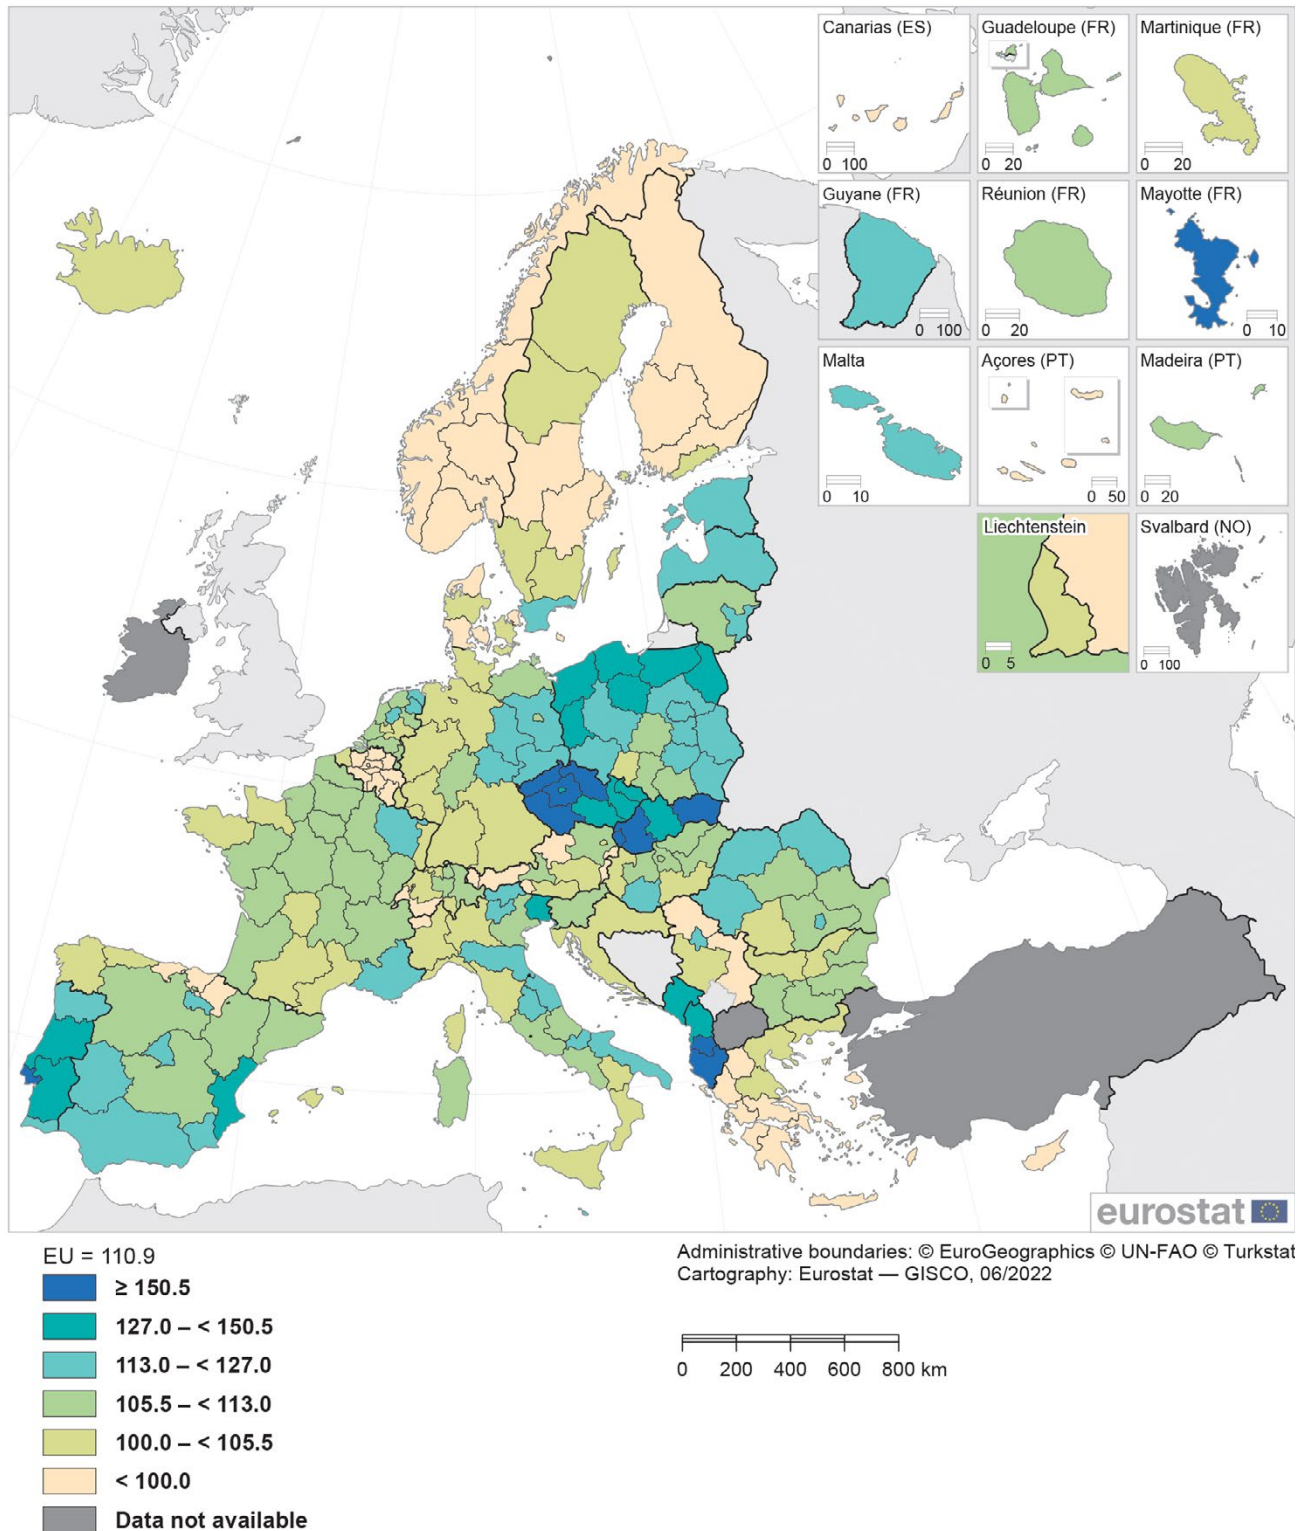 Canarias (ES)
0 100
Guadeloupe (FR)
0 20
Martinique (FR)
0 20
Guyane (FR)
0 100
Réunion (FR)
0 20
Mayotte (FR)
0 10
Malta
0 10
Açores (PT)
0 50
Madeira (PT)
0 20
Liechtenstein
0 5
Svalbard (NO)
0 100
eurostat
EU = 110.9
≥ 150.5
127.0 – < 150.5
113.0 – < 127.0
105.5 – < 113.0
100.0 – < 105.5
< 100.0
Data not available
Administrative boundaries: © EuroGeographics © UN-FAO © Turkstat
Cartography: Eurostat — GISCO, 06/2022
0 200 400 600 800 km